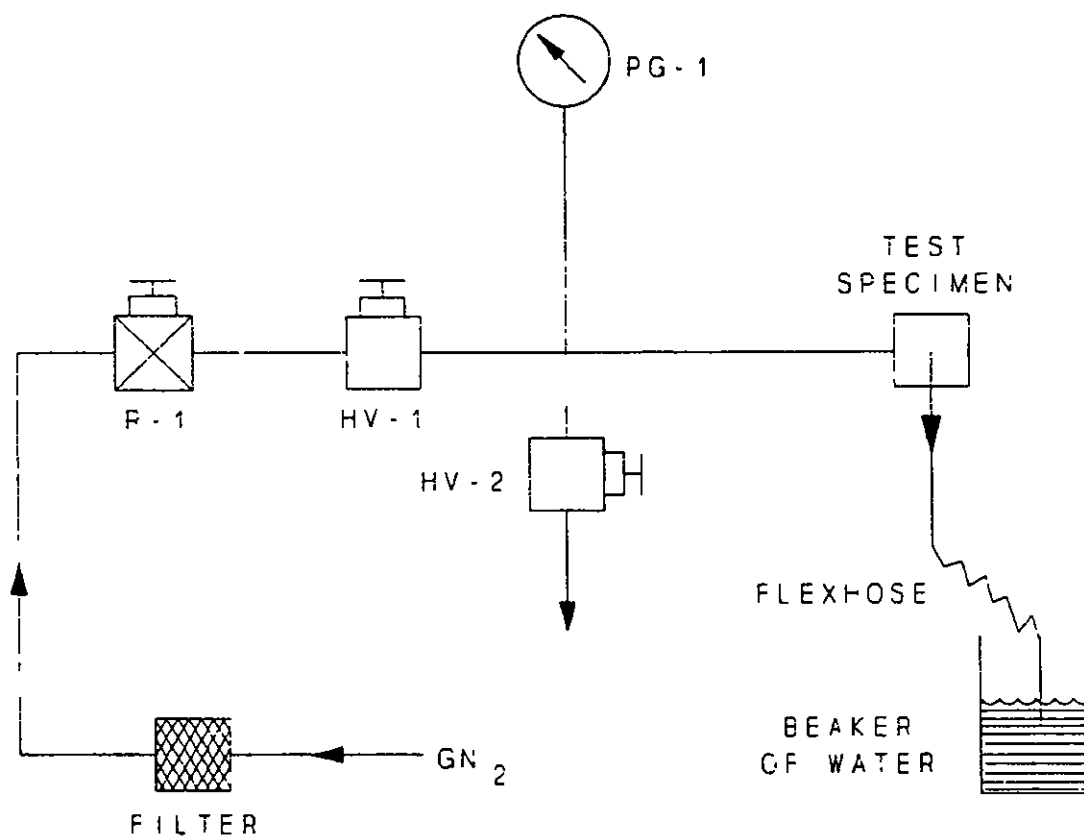 PG-1
TEST
SPECIMEN
R-1
HV-1
HV-2
FLEXHOSE
BEAKER
OF WATER
GN2
FILTER